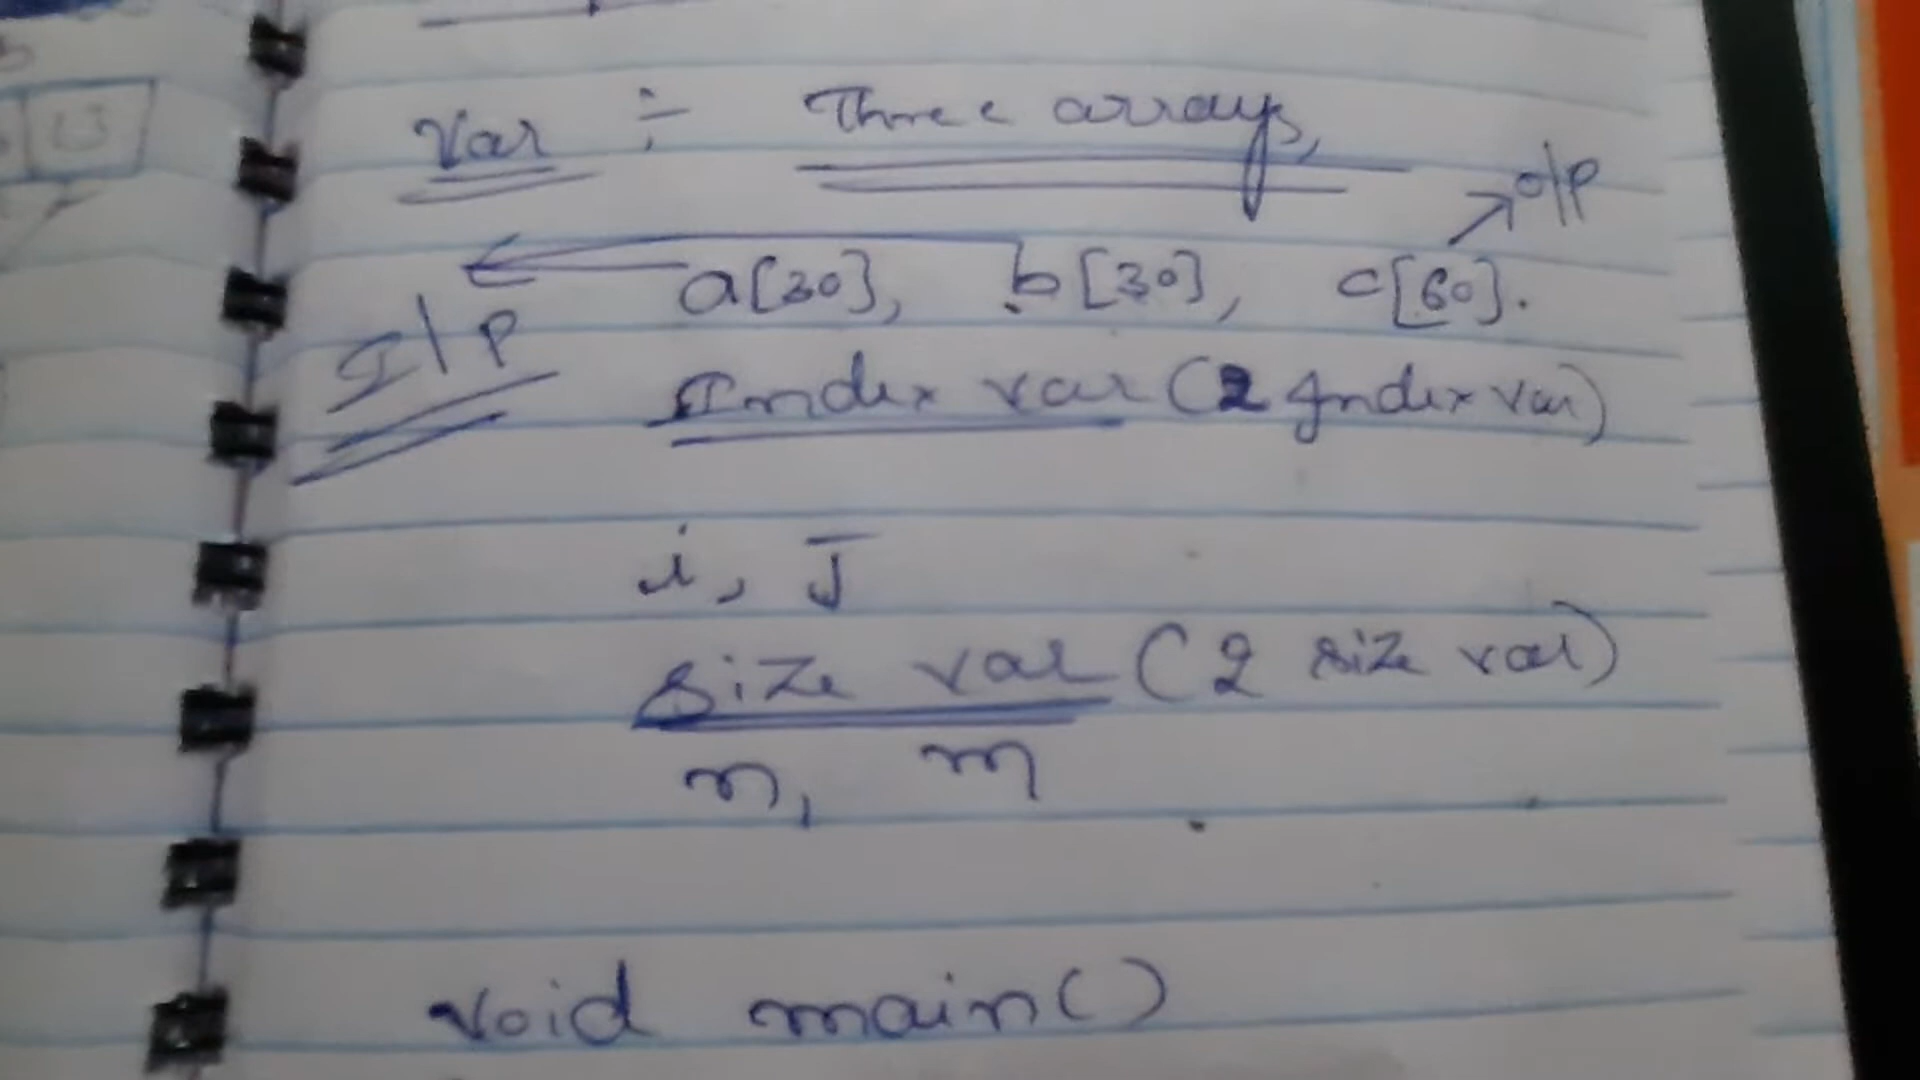 Var ÷ Three arrays,
o/p
a[30], b[30], c[60].
I/P
Index var (2 Index var)
i, J
size var (2 size var)
n, m
void main()